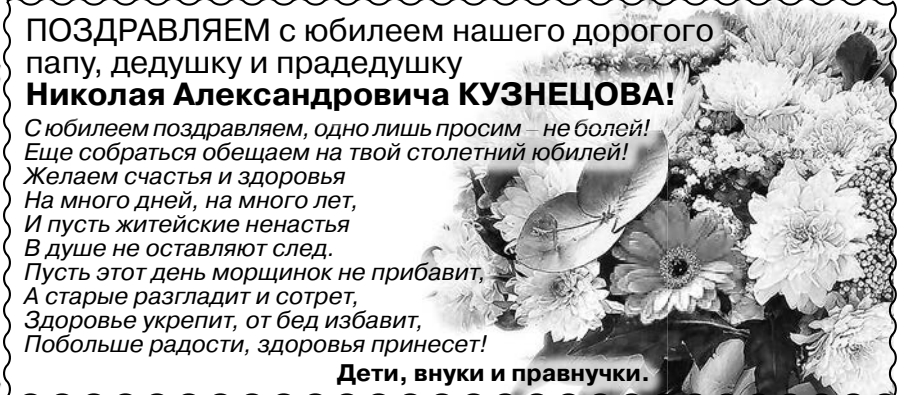 ПОЗДРАВЛЯЕМ с юбилеем нашего дорогого
папу, дедушку и прадедушку
Николая Александровича КУЗНЕЦОВА!
С юбилеем поздравляем, одно лишь просим – не болей!
Еще собраться обещаем на твой столетний юбилей!
Желаем счастья и здоровья
На много дней, на много лет,
И пусть житейские ненастья
В душе не оставляют след.
Пусть этот день морщинок не прибавит,
А старые разгладит и сотрет,
Здоровье укрепит, от бед избавит,
Побольше радости, здоровья принесет!
Дети, внуки и правнучки.